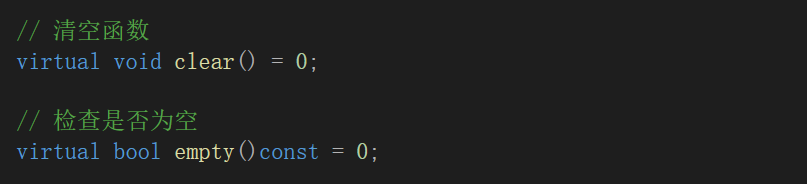 // 清空函数
virtual void clear() = 0;
// 检查是否为空
virtual bool empty()const = 0;